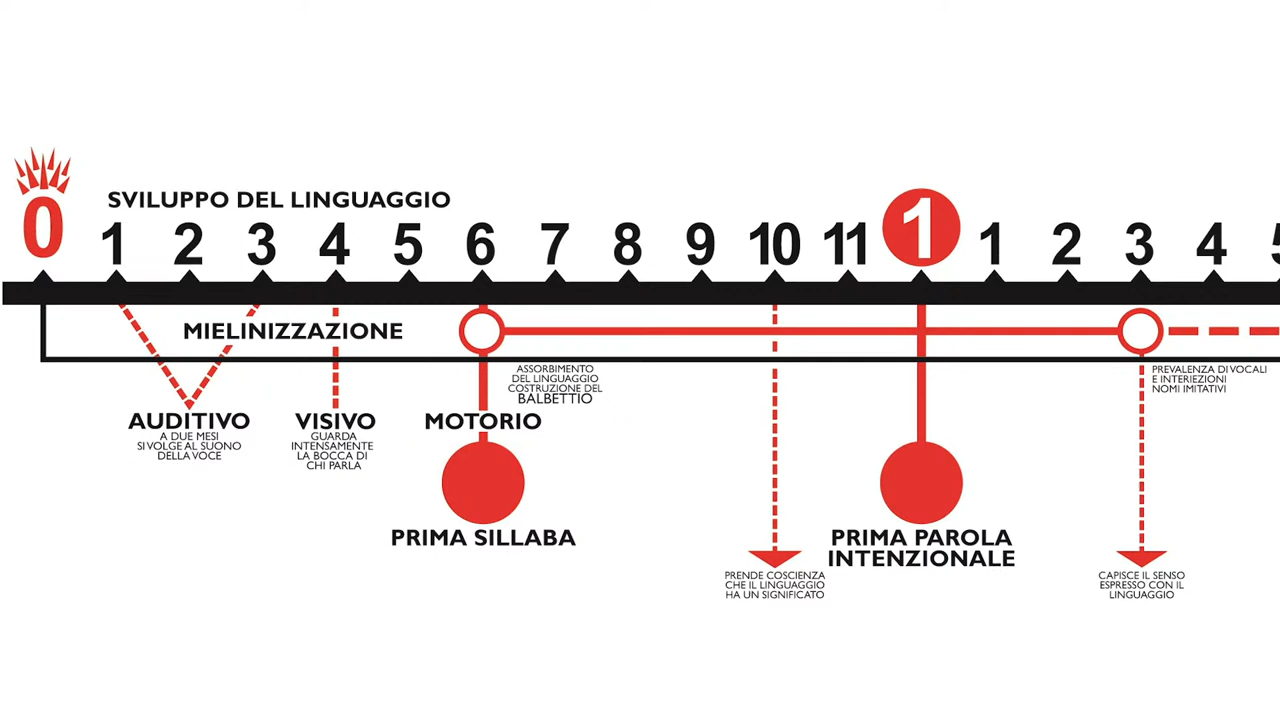 SVILUPPO DEL LINGUAGGIO
0 1 2 3 4 5 6 7 8 9 10 11 1 1 2 3 4 5
MIELINIZZAZIONE
AUDITIVO
A DUE MESI
SI VOLGE AL SUONO
DELLA VOCE
VISIVO
GUARDA
INTENSAMENTE
LA BOCCA DI
CHI PARLA
ASSORBIMENTO
DEL LINGUAGGIO
COSTRUZIONE DEL
BALBETTIO
MOTORIO
PRIMA SILLABA
PRENDE COSCIENZA
CHE IL LINGUAGGIO
HA UN SIGNIFICATO
PRIMA PAROLA
INTENZIONALE
PREVALENZA DI VOCALI
E INTERIEZIONI
NOMI IMITATIVI
CAPISCE IL SENSO
ESPRESSO CON IL
LINGUAGGIO